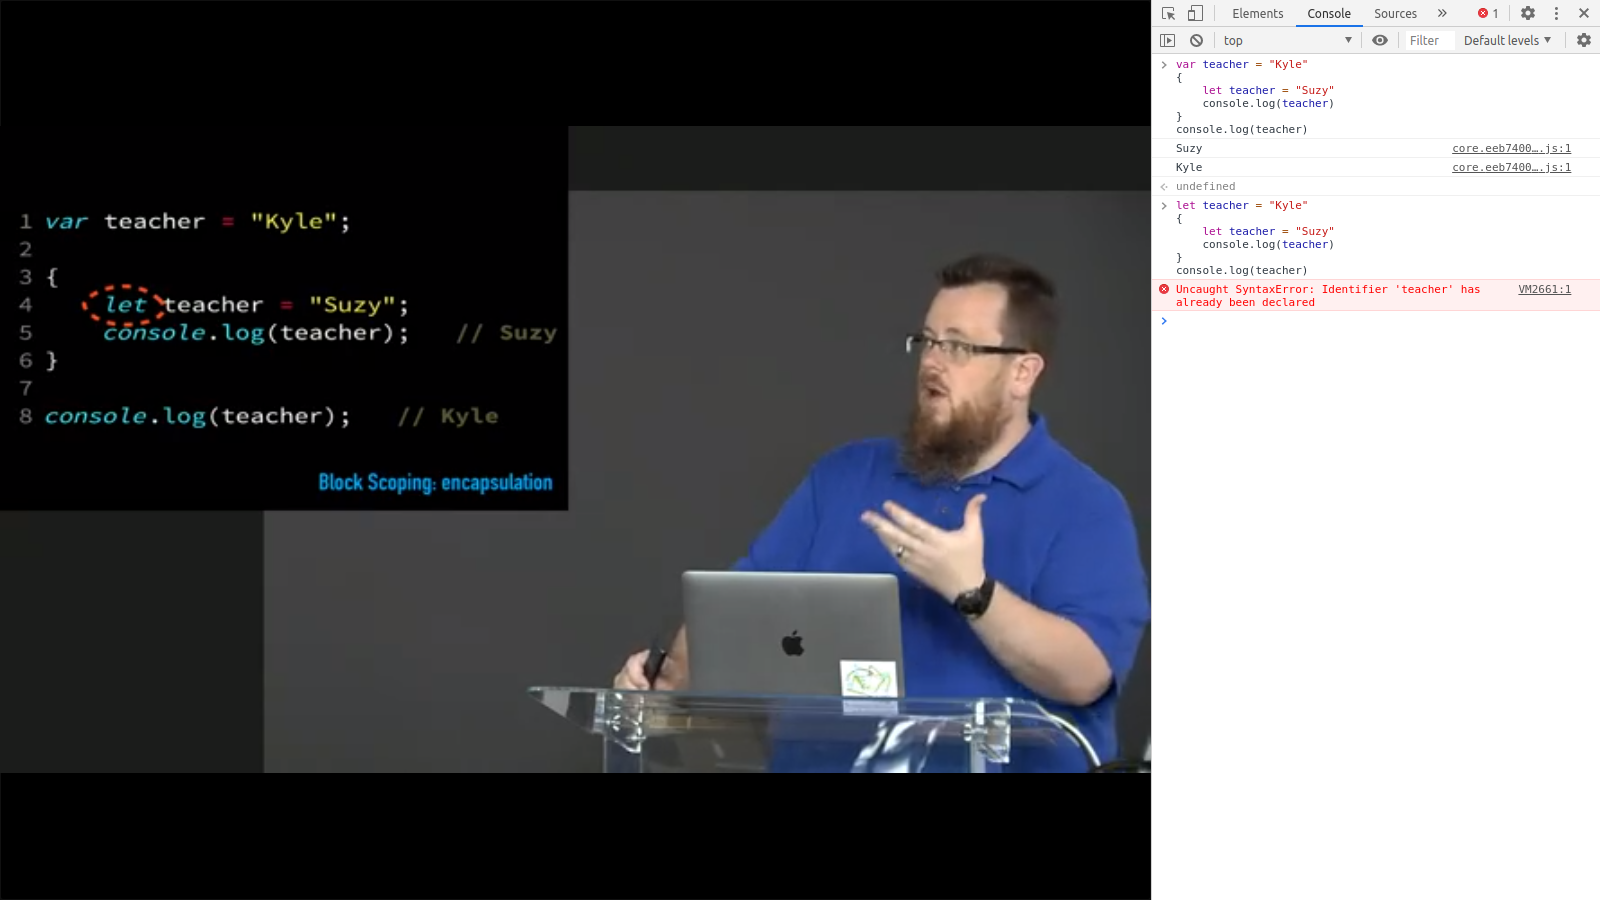 1 var teacher = "Kyle";
2
3 {
4 let teacher = "Suzy";
5 console.log(teacher); // Suzy
6 }
7
8 console.log(teacher); // Kyle
Block Scoping: encapsulation
Elements Console Sources » 1
top Filter Default levels
var teacher = "Kyle"
{
let teacher = "Suzy"
console.log(teacher)
}
console.log(teacher)
Suzy core.eeb7400….js:1
Kyle core.eeb7400….js:1
undefined
let teacher = "Kyle"
{
let teacher = "Suzy"
console.log(teacher)
}
console.log(teacher)
Uncaught SyntaxError: Identifier 'teacher' has VM2661:1
already been declared